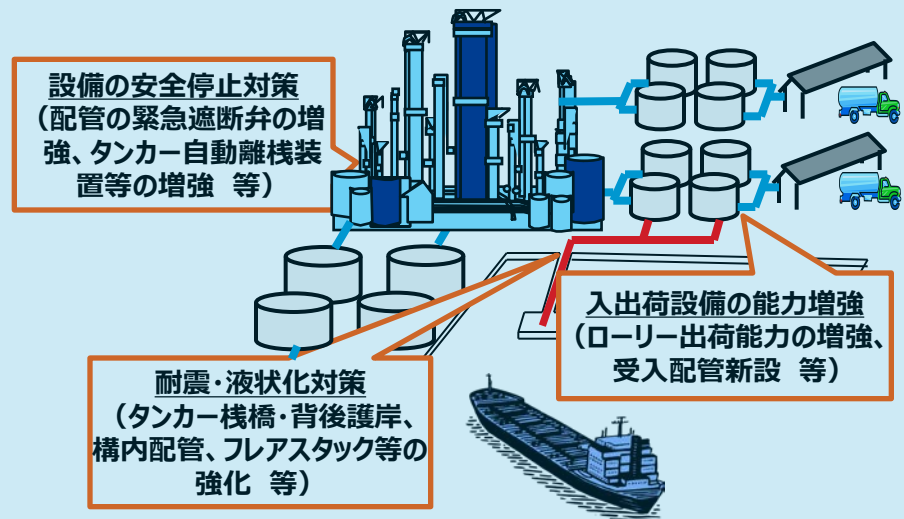 設備の安全停止対策
（配管の緊急遮断弁の増
強、タンカー自動離桟装
置等の増強　等）
入出荷設備の能力増強
（ローリー出荷能力の増強、
受入配管新設　等）
耐震・液状化対策
（タンカー桟橋・背後護岸、
構内配管、フレアスタック等の
強化　等）